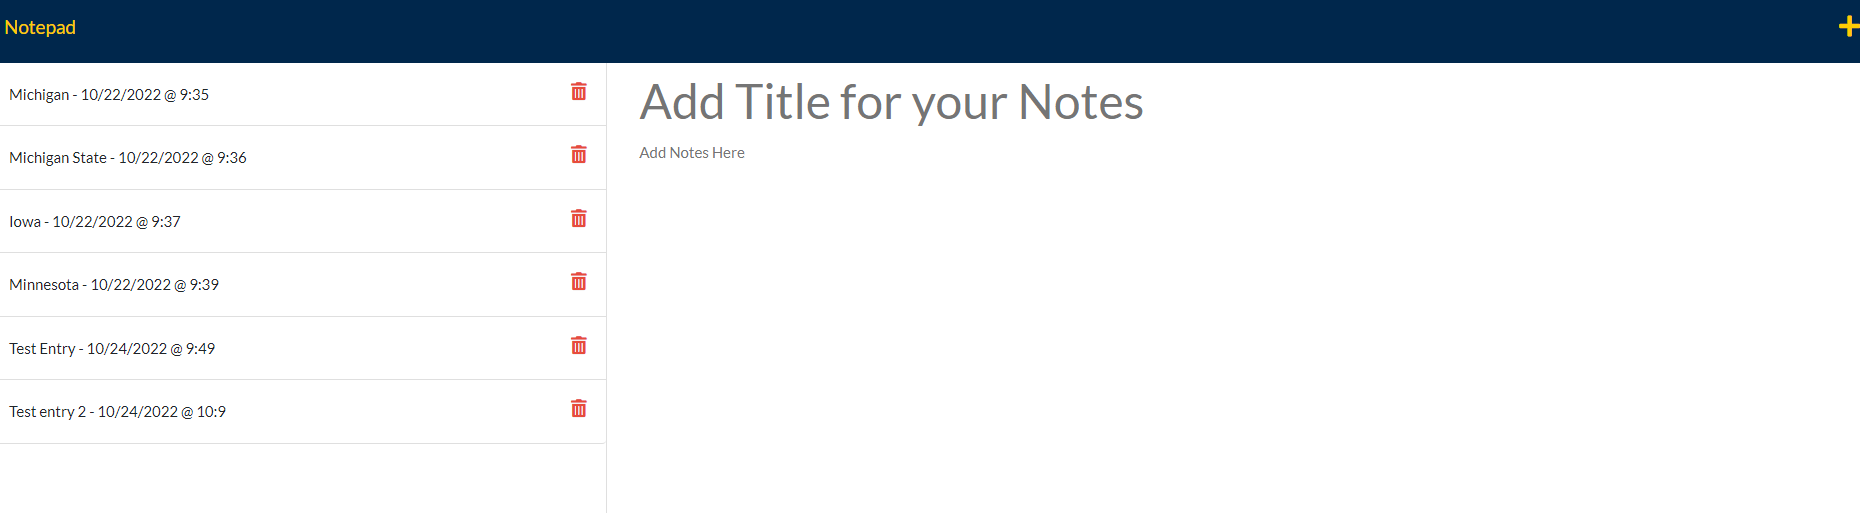 Notepad
Michigan - 10/22/2022 @ 9:35
Michigan State - 10/22/2022 @ 9:36
Iowa - 10/22/2022 @ 9:37
Minnesota - 10/22/2022 @ 9:39
Test Entry - 10/24/2022 @ 9:49
Test entry 2 - 10/24/2022 @ 10:9
Add Title for your Notes
Add Notes Here